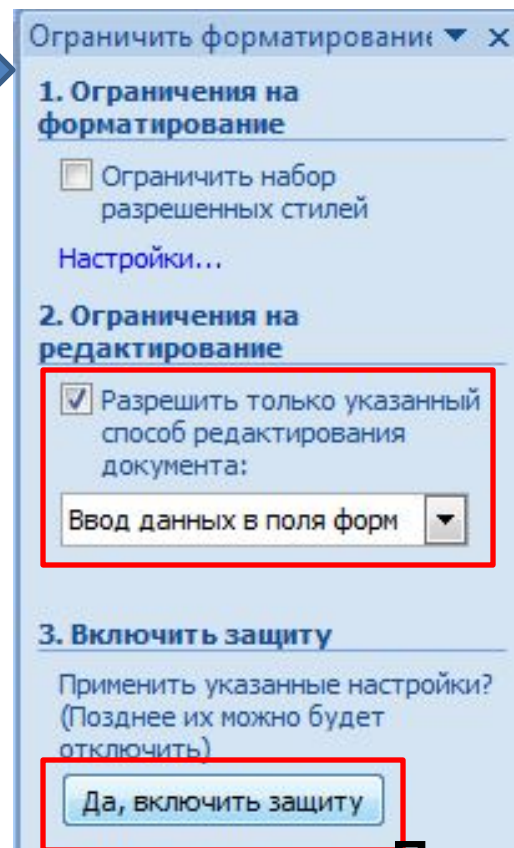 Ограничить форматировани
1. Ограничения на
форматирование
Ограничить набор
разрешенных стилей
Настройки...
2. Ограничения на
редактирование
Разрешить только указанный
способ редактирования
документа:
Ввод данных в поля форм
3. Включить защиту
Применить указанные настройки?
(Позднее их можно будет
отключить)
Да, включить защиту